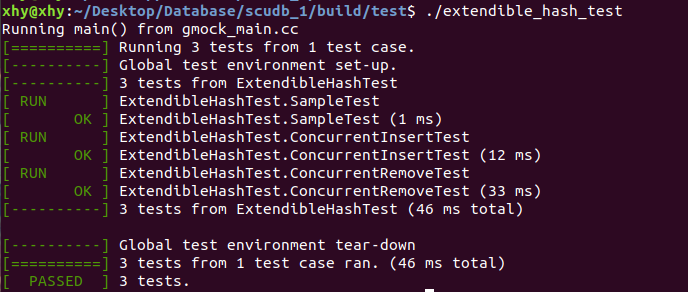 xhy@xhy:~/Desktop/Database/scudb_1/build/test$ ./extendible_hash_test
Running main() from gmock_main.cc
[==========] Running 3 tests from 1 test case.
[----------] Global test environment set-up.
[----------] 3 tests from ExtendibleHashTest
[ RUN      ] ExtendibleHashTest.SampleTest
[       OK ] ExtendibleHashTest.SampleTest (1 ms)
[ RUN      ] ExtendibleHashTest.ConcurrentInsertTest
[       OK ] ExtendibleHashTest.ConcurrentInsertTest (12 ms)
[ RUN      ] ExtendibleHashTest.ConcurrentRemoveTest
[       OK ] ExtendibleHashTest.ConcurrentRemoveTest (33 ms)
[----------] 3 tests from ExtendibleHashTest (46 ms total)

[----------] Global test environment tear-down
[==========] 3 tests from 1 test case ran. (46 ms total)
[  PASSED  ] 3 tests.